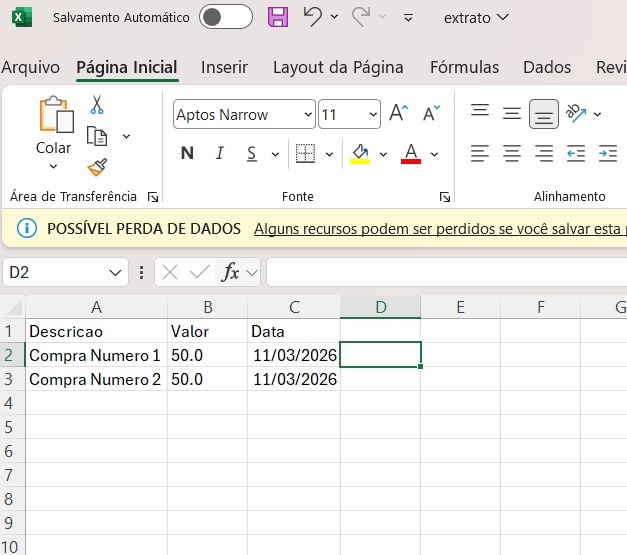 Salvamento Automático extrato
Arquivo Página Inicial Inserir Layout da Página Fórmulas Dados Revi
Aptos Narrow 11 A A
Colar N I S A
Área de Transferência Fonte Alinhamento
POSSÍVEL PERDA DE DADOS Alguns recursos podem ser perdidos se você salvar esta
D2 fx
A B C D E F G
1 Descricao Valor Data
2 Compra Numero 1 50.0 11/03/2026
3 Compra Numero 2 50.0 11/03/2026
4
5
6
7
8
9
10